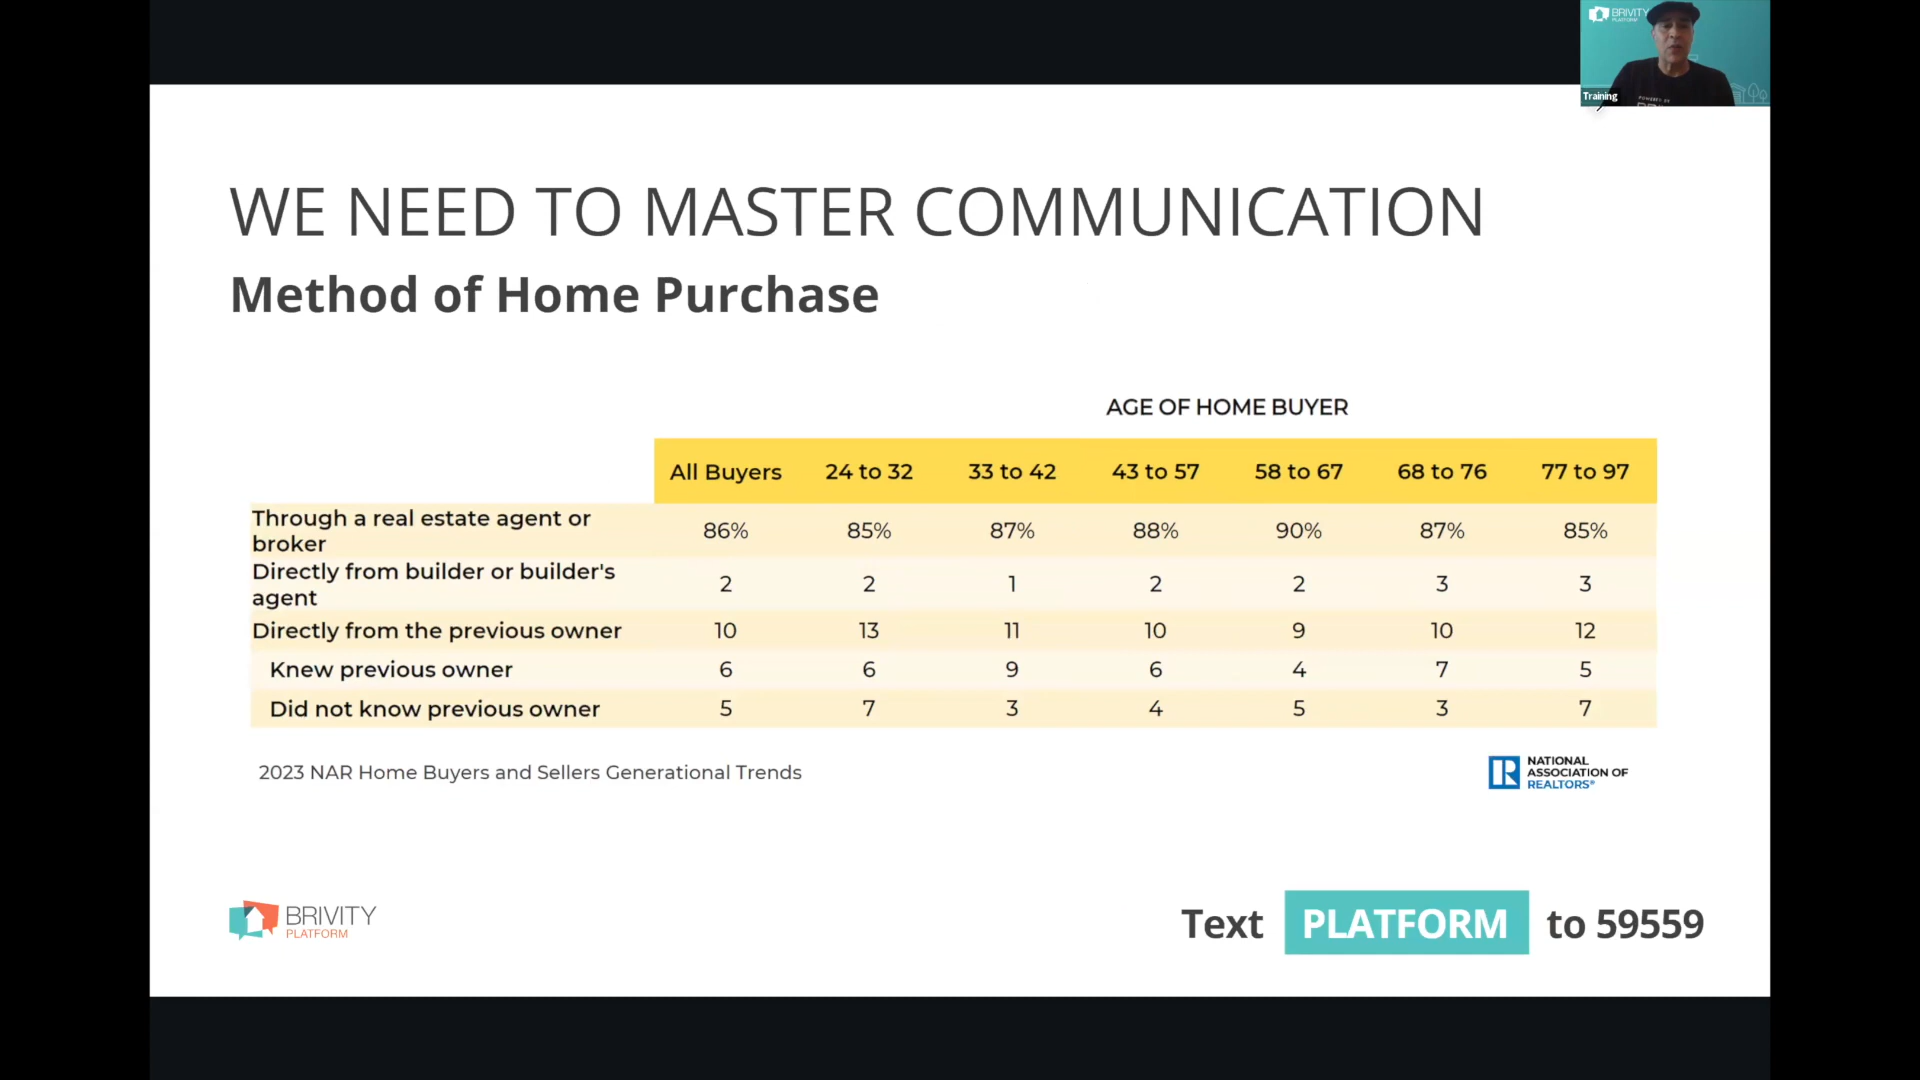 BRIVITY
PLATFORM
Training
POWERED BY
WE NEED TO MASTER COMMUNICATION
Method of Home Purchase
AGE OF HOME BUYER
All Buyers 24 to 32 33 to 42 43 to 57 58 to 67 68 to 76 77 to 97
Through a real estate agent or
broker
86% 85% 87% 88% 90% 87% 85%
Directly from builder or builder's
agent
2 2 1 2 2 3 3
Directly from the previous owner 10 13 11 10 9 10 12
Knew previous owner 6 6 9 6 4 7 5
Did not know previous owner 5 7 3 4 5 3 7
2023 NAR Home Buyers and Sellers Generational Trends
R
NATIONAL
ASSOCIATION OF
REALTORS®
BRIVITY
PLATFORM
Text PLATFORM to 59559